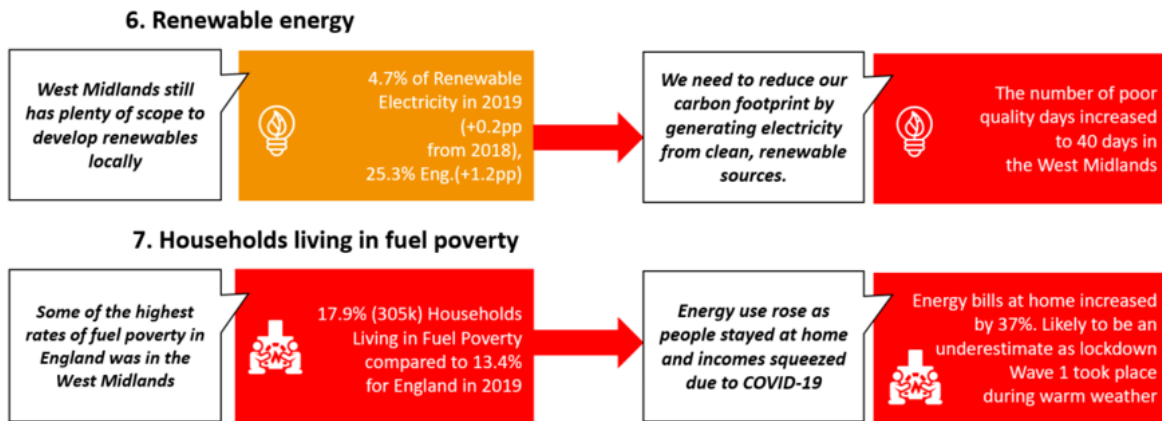 6. Renewable energy
West Midlands still
has plenty of scope to
develop renewables
locally
4.7% of Renewable
Electricity in 2019
(+0.2pp
from 2018),
25.3% Eng.(+1.2pp)
We need to reduce our
carbon footprint by
generating electricity
from clean, renewable
sources.
The number of poor
quality days increased
to 40 days in
the West Midlands
7. Households living in fuel poverty
Some of the highest
rates of fuel poverty in
England was in the
West Midlands
17.9% (305k) Households
Living in Fuel Poverty
compared to 13.4%
for England in 2019
Energy use rose as
people stayed at home
and incomes squeezed
due to COVID-19
Energy bills at home increased
by 37%. Likely to be an
underestimate as lockdown
Wave 1 took place
during warm weather